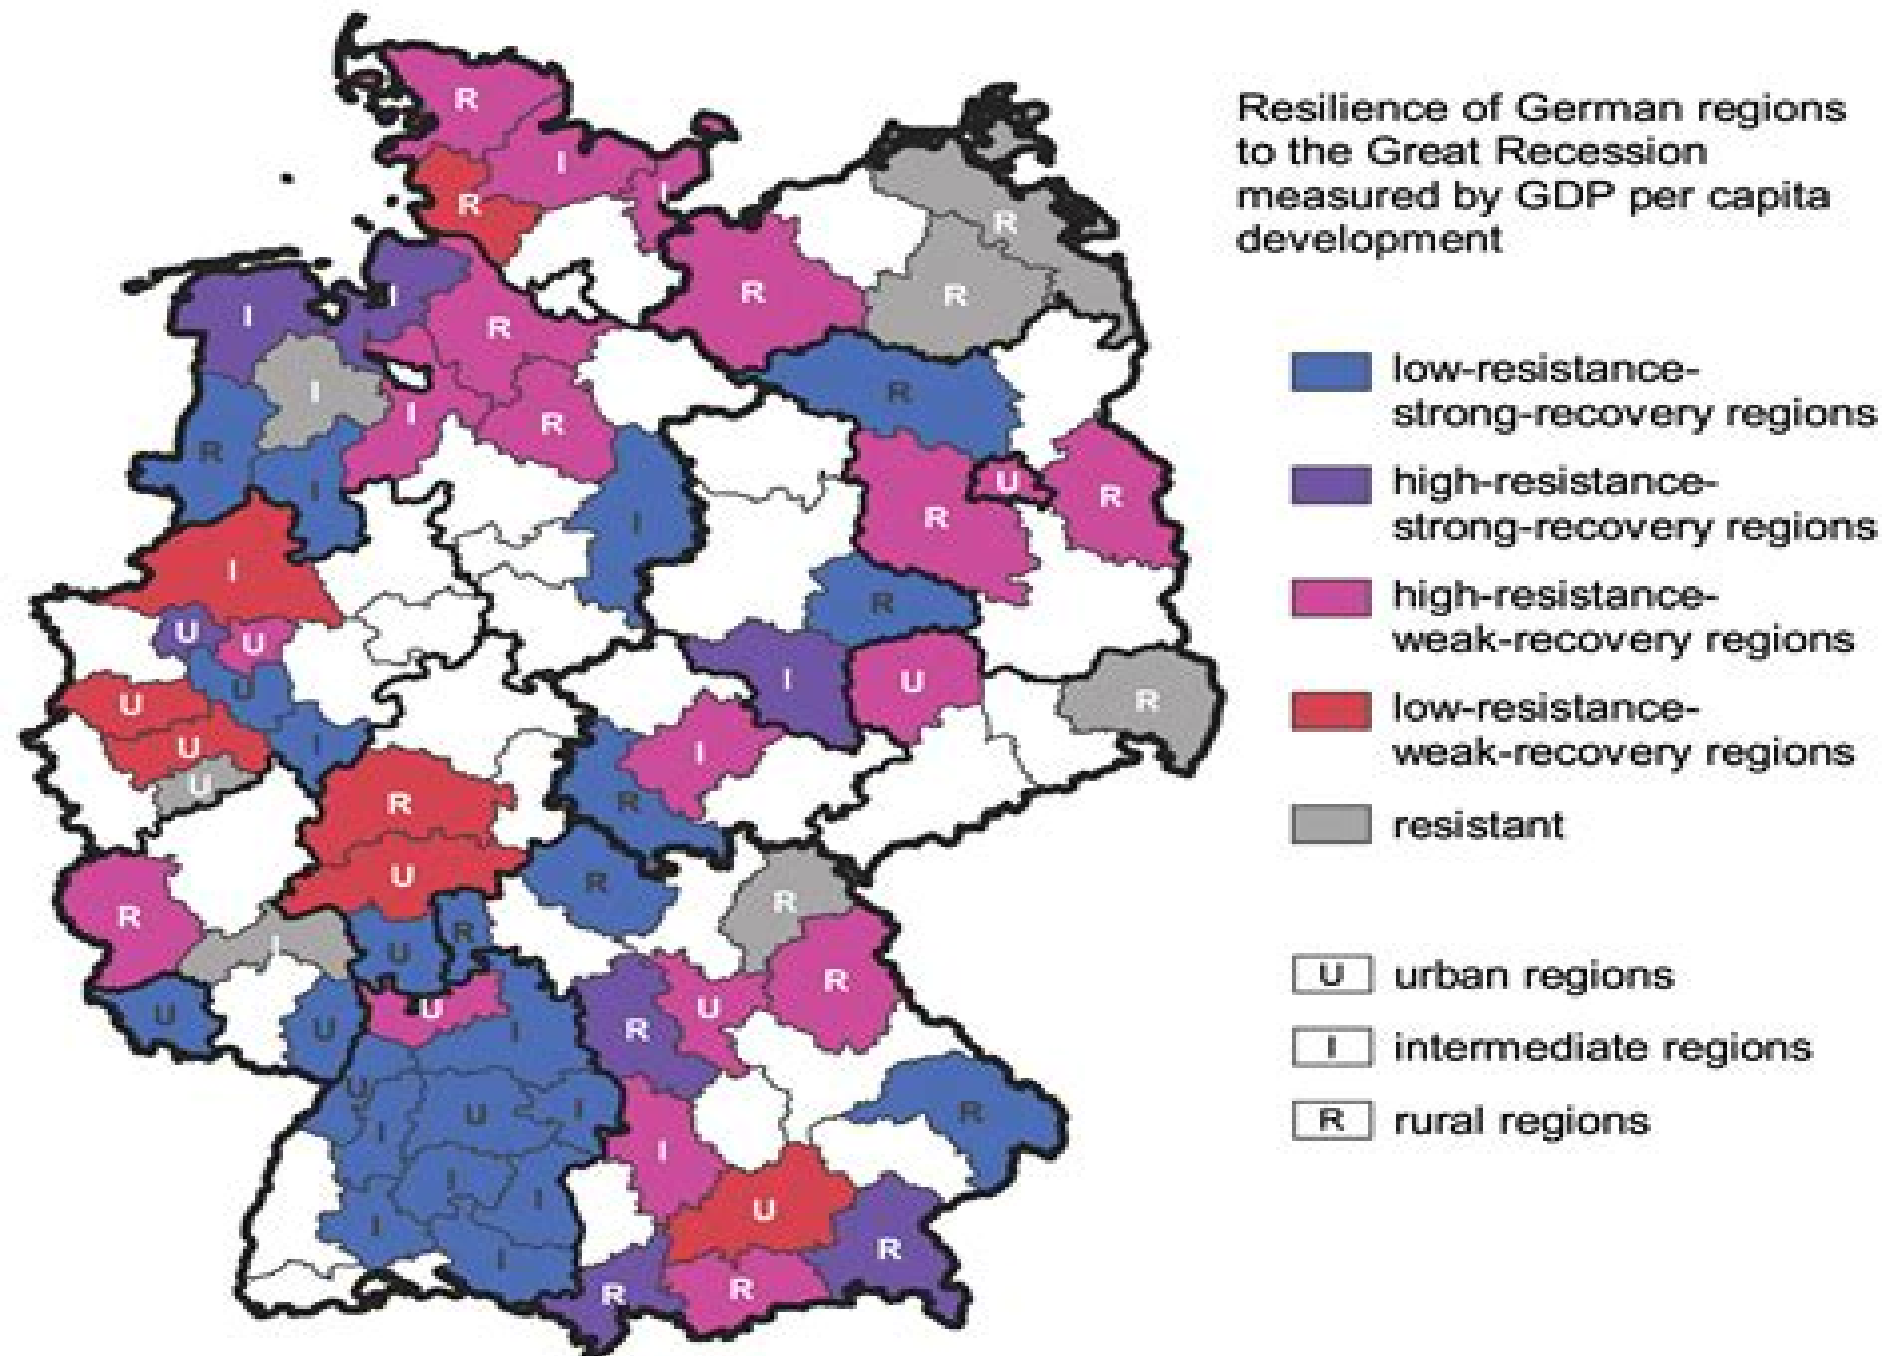 Resilience of German regions
to the Great Recession
measured by GDP per capita
development
low-resistance-
strong-recovery regions
high-resistance-
strong-recovery regions
high-resistance-
weak-recovery regions
low-resistance-
weak-recovery regions
resistant
U urban regions
I intermediate regions
R rural regions
R
I
I
R
R
I R R
I
R
I R
I R
R
U
I R
R I
I
R
U U
U I U
U R
U I I
U
R R
U R
R
R R
I U
R
U U U
U I R
U
U I R
I I
I I
I U
I R
R R